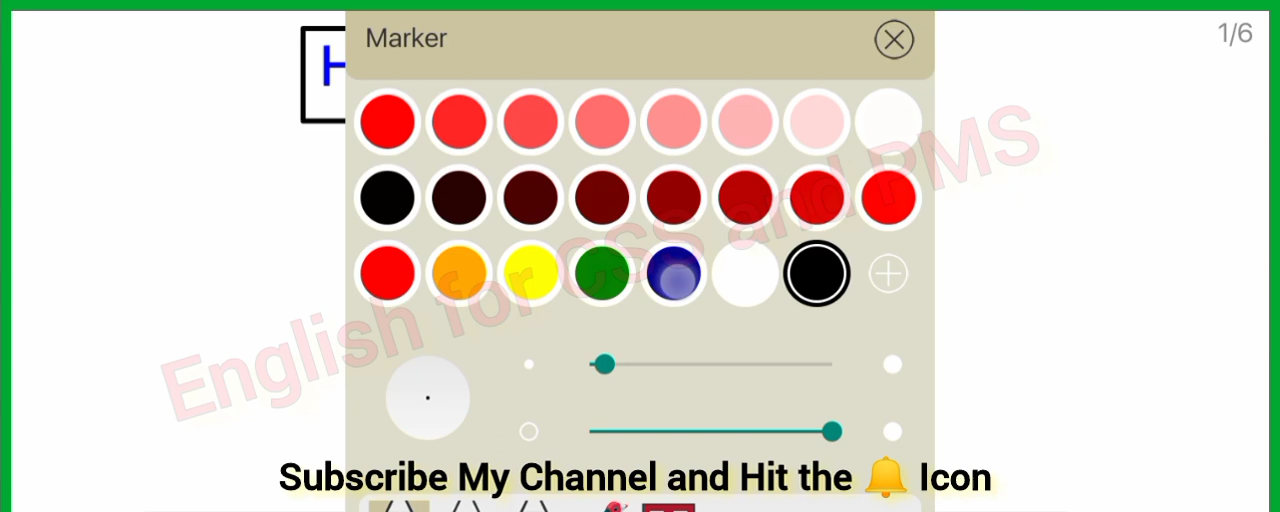 Marker
1/6
H
English for CSS and PMS
Subscribe My Channel and Hit the 🔔 Icon